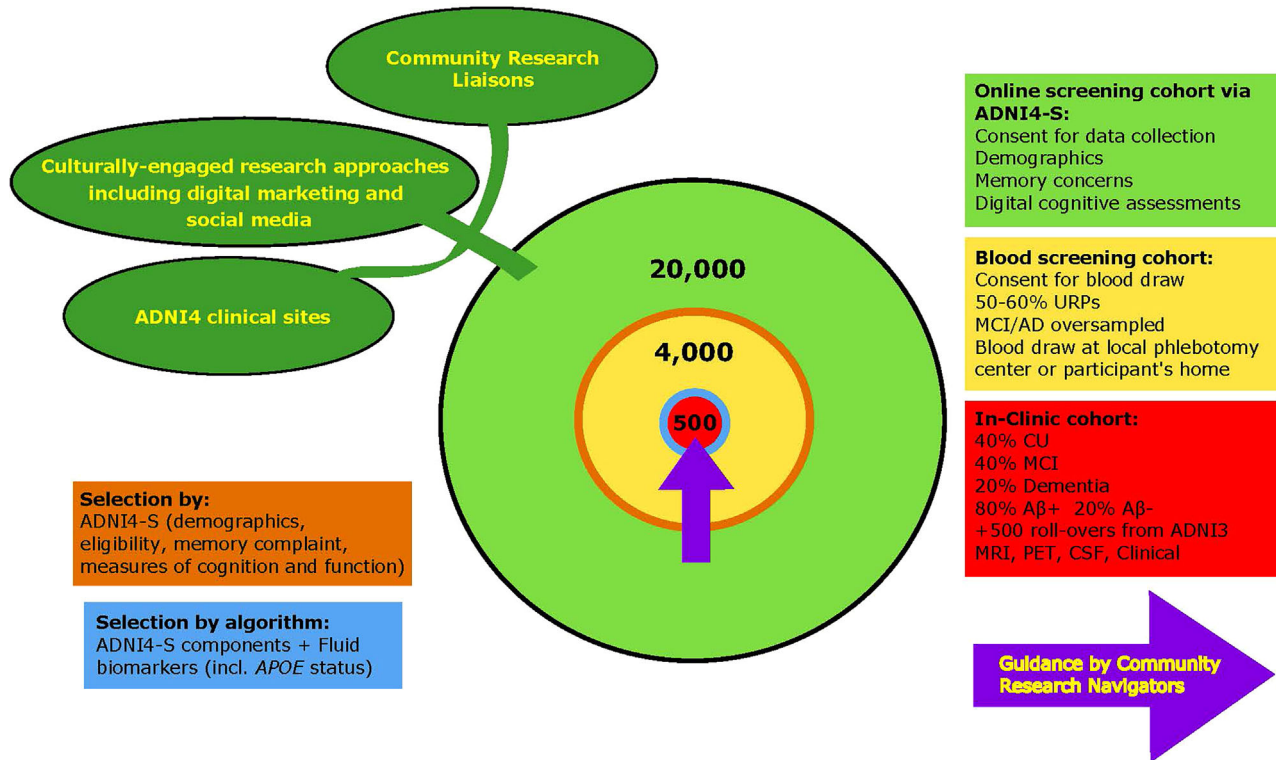 Community Research
Liaisons
Culturally-engaged research approaches
including digital marketing and
social media
ADNI4 clinical sites
20,000
4,000
500
Online screening cohort via
ADNI4-S:
Consent for data collection
Demographics
Memory concerns
Digital cognitive assessments
Blood screening cohort:
Consent for blood draw
50-60% URPs
MCI/AD oversampled
Blood draw at local phlebotomy
center or participant's home
In-Clinic cohort:
40% CU
40% MCI
20% Dementia
80% Aβ+ 20% Aβ-
+500 roll-overs from ADNI3
MRI, PET, CSF, Clinical
Selection by:
ADNI4-S (demographics,
eligibility, memory complaint,
measures of cognition and function)
Selection by algorithm:
ADNI4-S components + Fluid
biomarkers (incl. APOE status)
Guidance by Community
Research Navigators